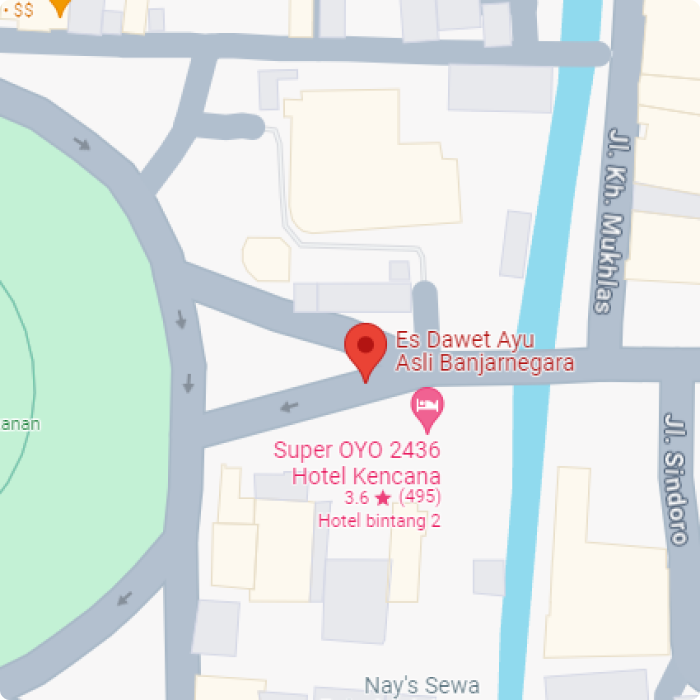 • $$
Jl. Kh. Mukhlas
Es Dawet Ayu
Asli Banjarnegara
anan
Super OYO 2436
Hotel Kencana
3.6 ★ (495)
Hotel bintang 2
Jl. Sindoro
Nay's Sewa